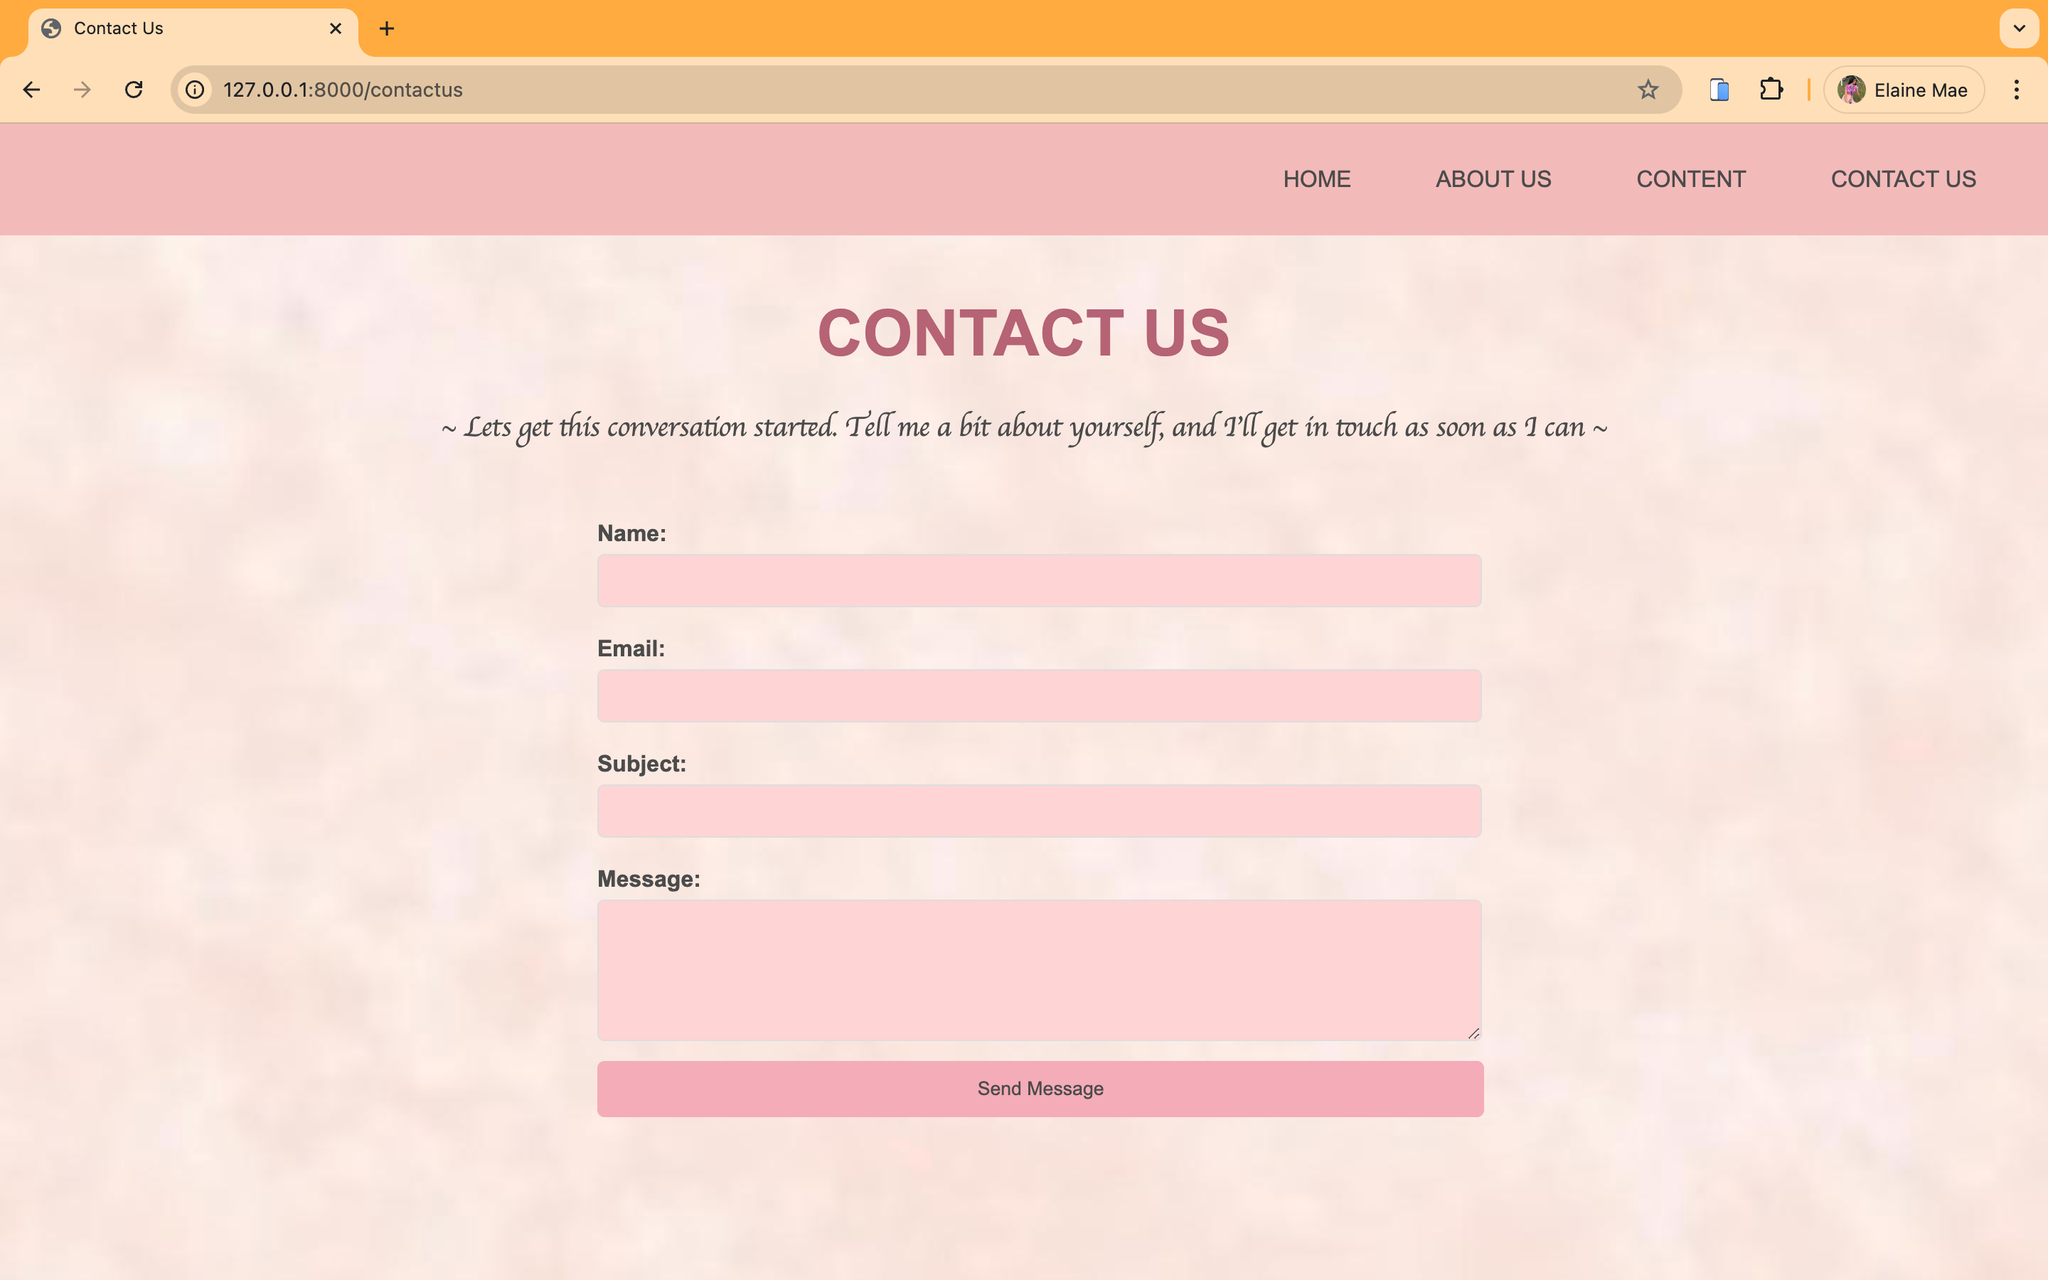 Contact Us
127.0.0.1:8000/contactus
Elaine Mae
HOME ABOUT US CONTENT CONTACT US
CONTACT US
~ Lets get this conversation started. Tell me a bit about yourself, and I'll get in touch as soon as I can ~
Name:
Email:
Subject:
Message:
Send Message